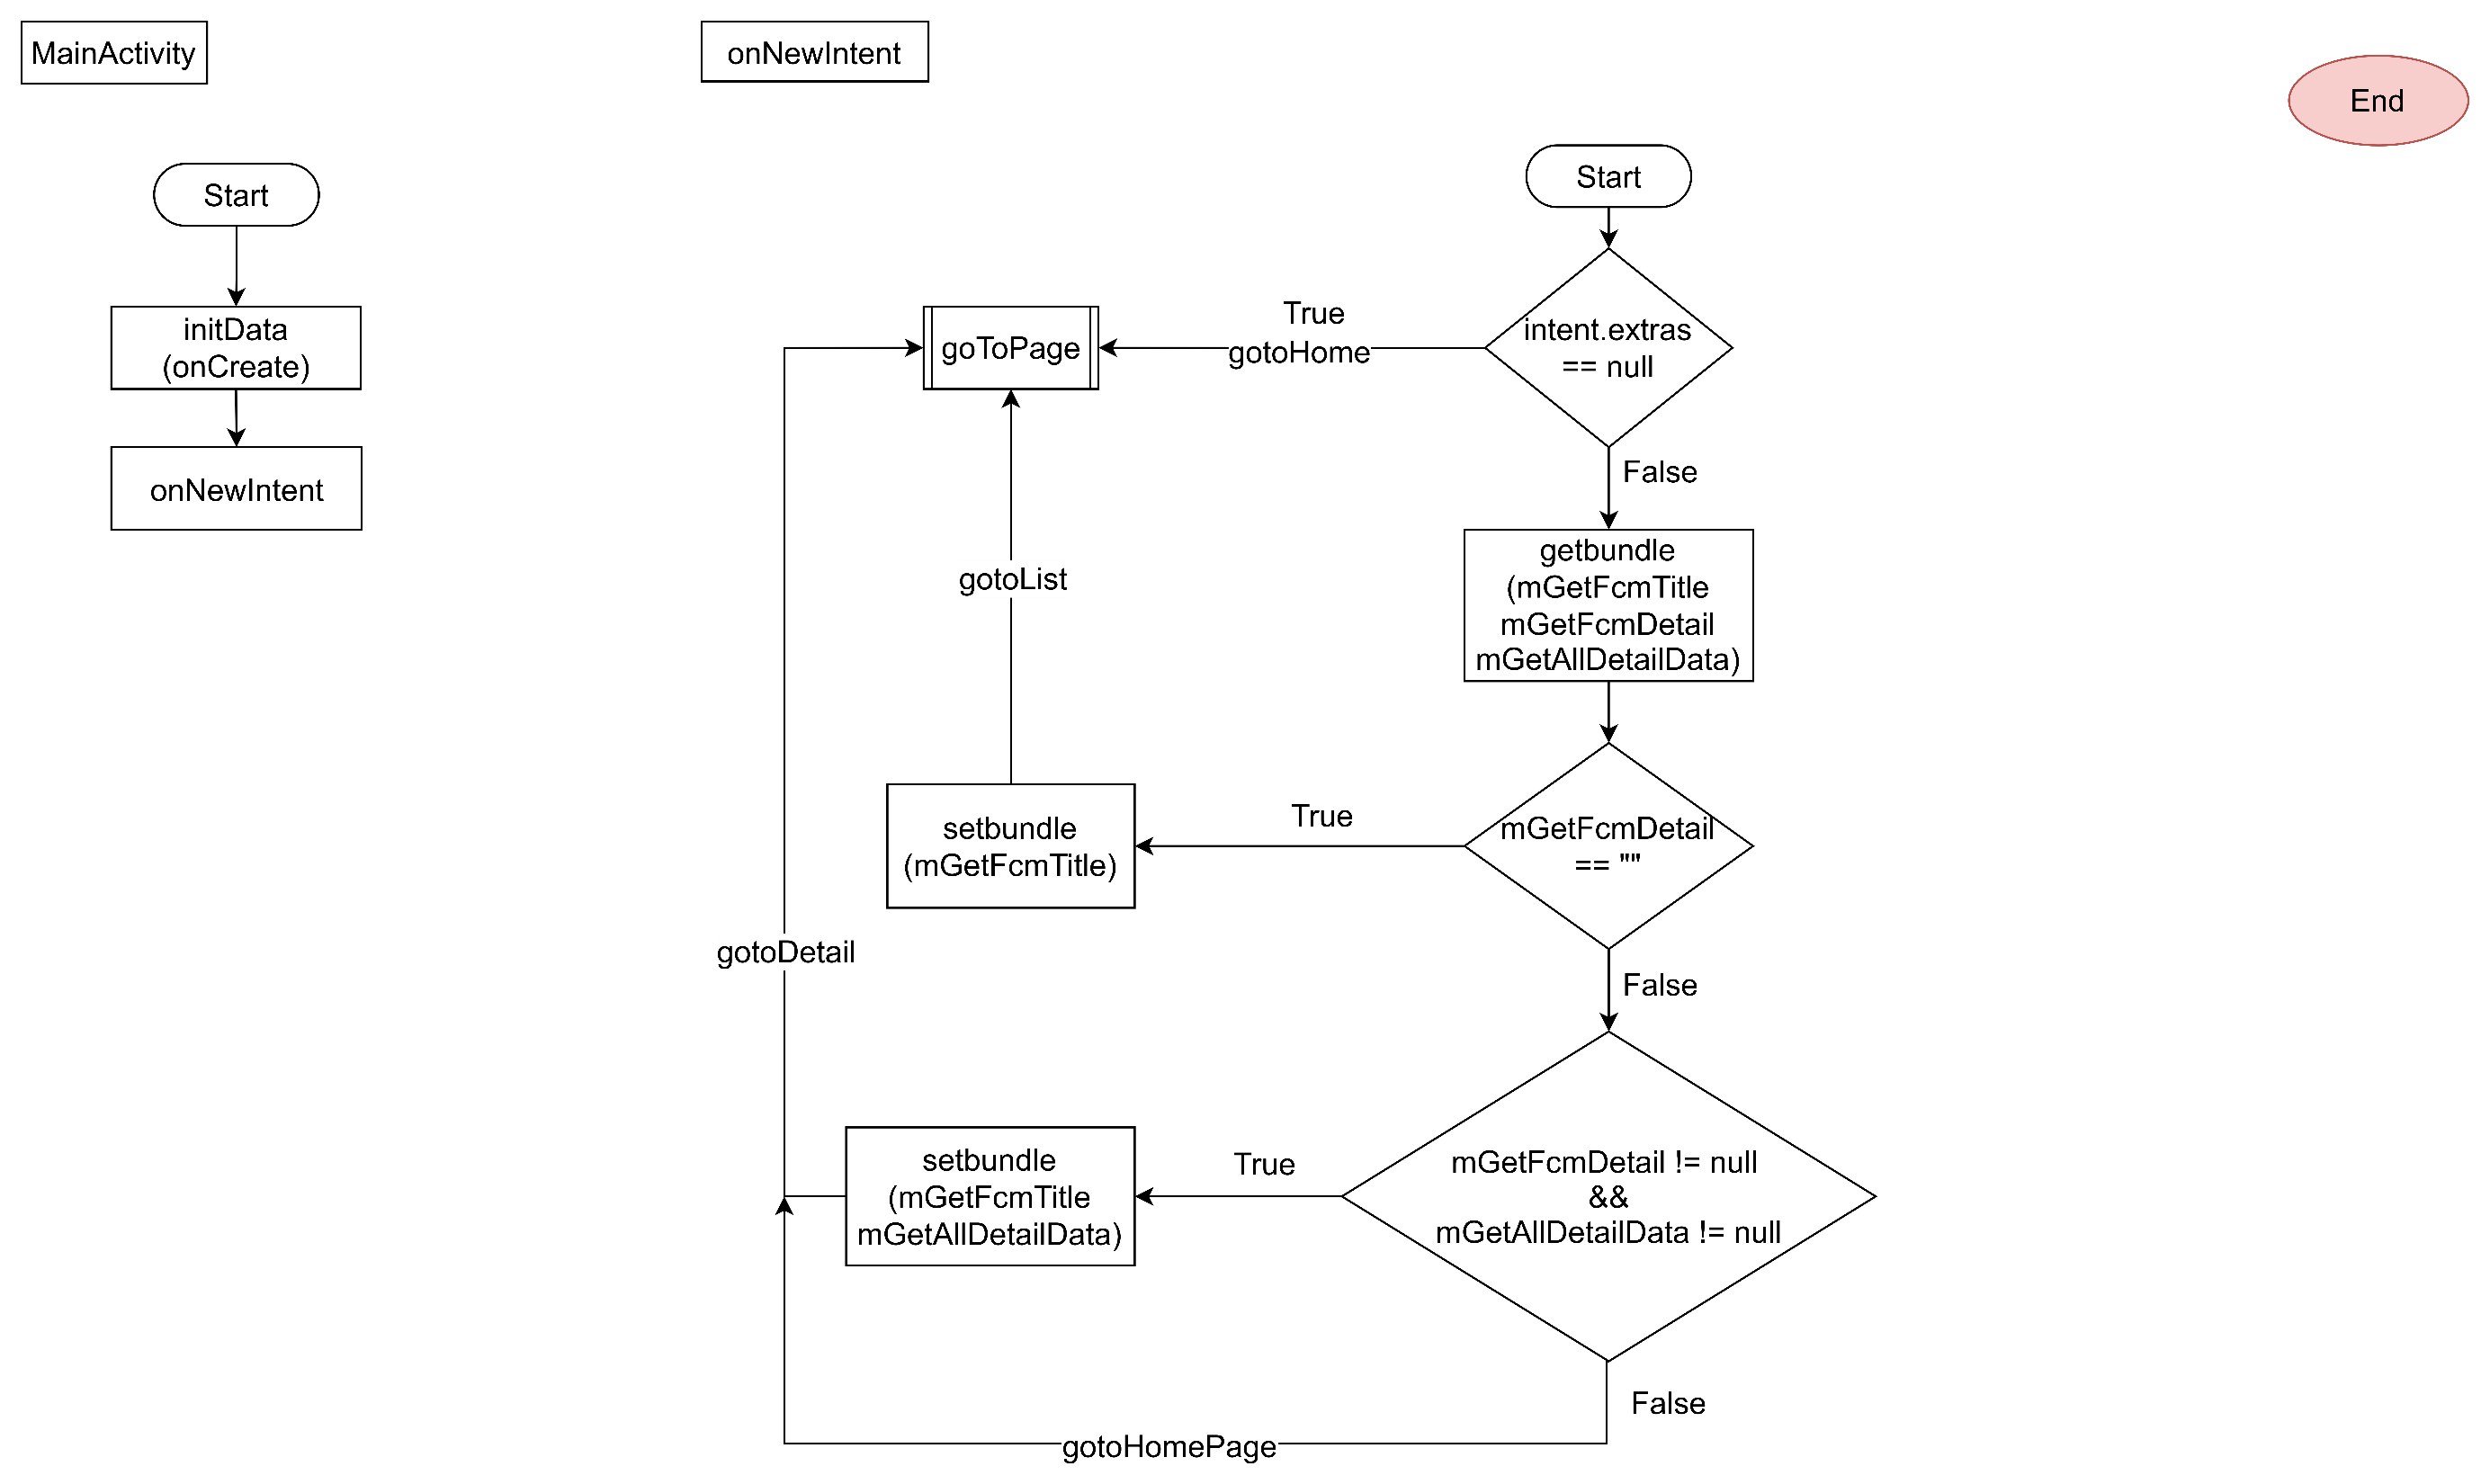 MainActivity
onNewIntent
End
Start
Start
initData
(onCreate)
onNewIntent
goToPage
True
gotoHome
intent.extras
== null
False
getbundle
(mGetFcmTitle
mGetFcmDetail
mGetAllDetailData)
gotoList
setbundle
(mGetFcmTitle)
True
mGetFcmDetail
== ""
gotoDetail
False
setbundle
(mGetFcmTitle
mGetAllDetailData)
True
mGetFcmDetail != null
&&
mGetAllDetailData != null
False
gotoHomePage